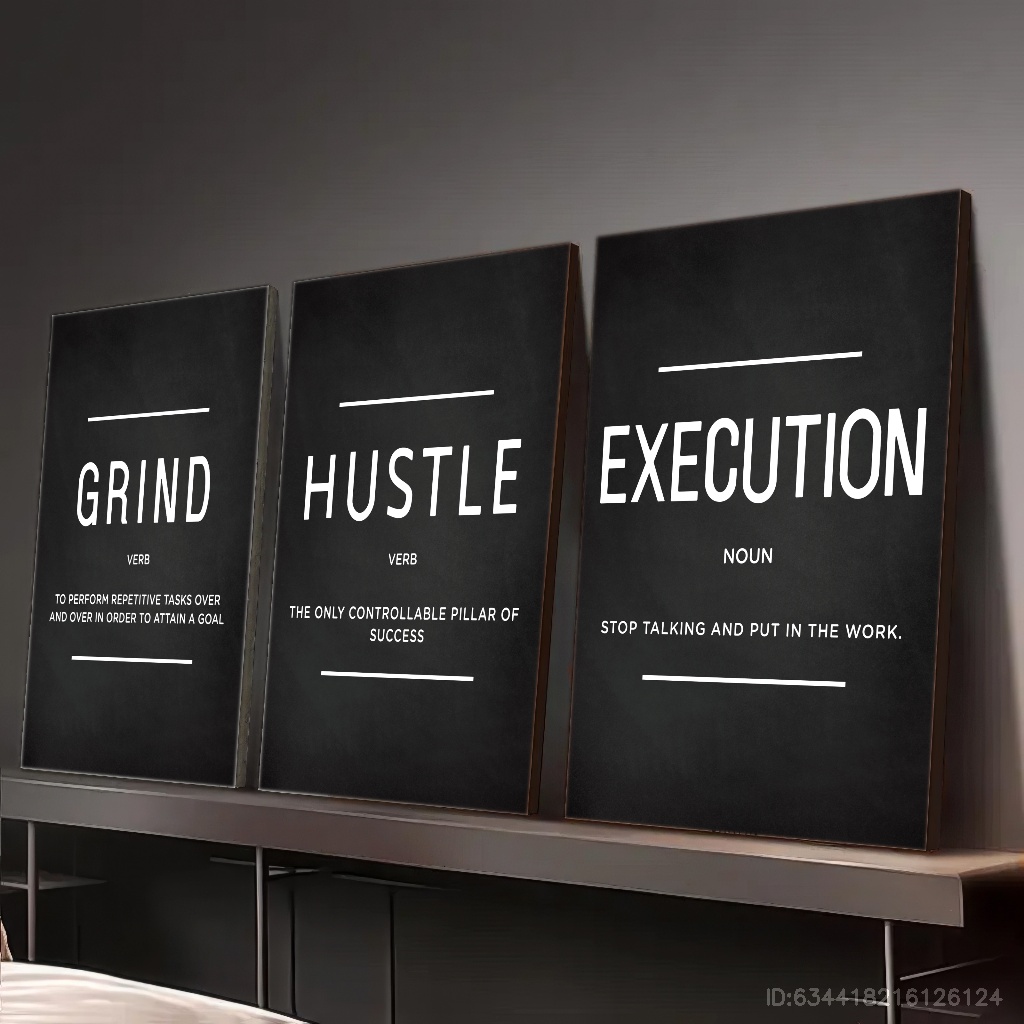 GRIND
VERB
TO PERFORM REPETITIVE TASKS OVER
AND OVER IN ORDER TO ATTAIN A GOAL
HUSTLE
VERB
THE ONLY CONTROLLABLE PILLAR OF
SUCCESS
EXECUTION
NOUN
STOP TALKING AND PUT IN THE WORK.
ID:634418216126124